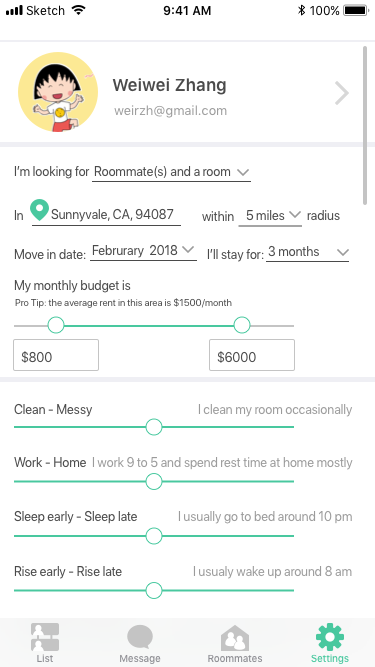 Sketch 9:41 AM 100%
Weiwei Zhang
weirzh@gmail.com
I'm looking for Roommate(s) and a room
In Sunnyvale, CA, 94087 within 5 miles radius
Move in date: Februrary 2018 I'll stay for: 3 months
My monthly budget is
Pro Tip: the average rent in this area is $1500/month
$800 $6000
Clean - Messy I clean my room occasionally
Work - Home I work 9 to 5 and spend rest time at home mostly
Sleep early - Sleep late I usually go to bed around 10 pm
Rise early - Rise late I usualy wake up around 8 am
List Message Roommates Settings